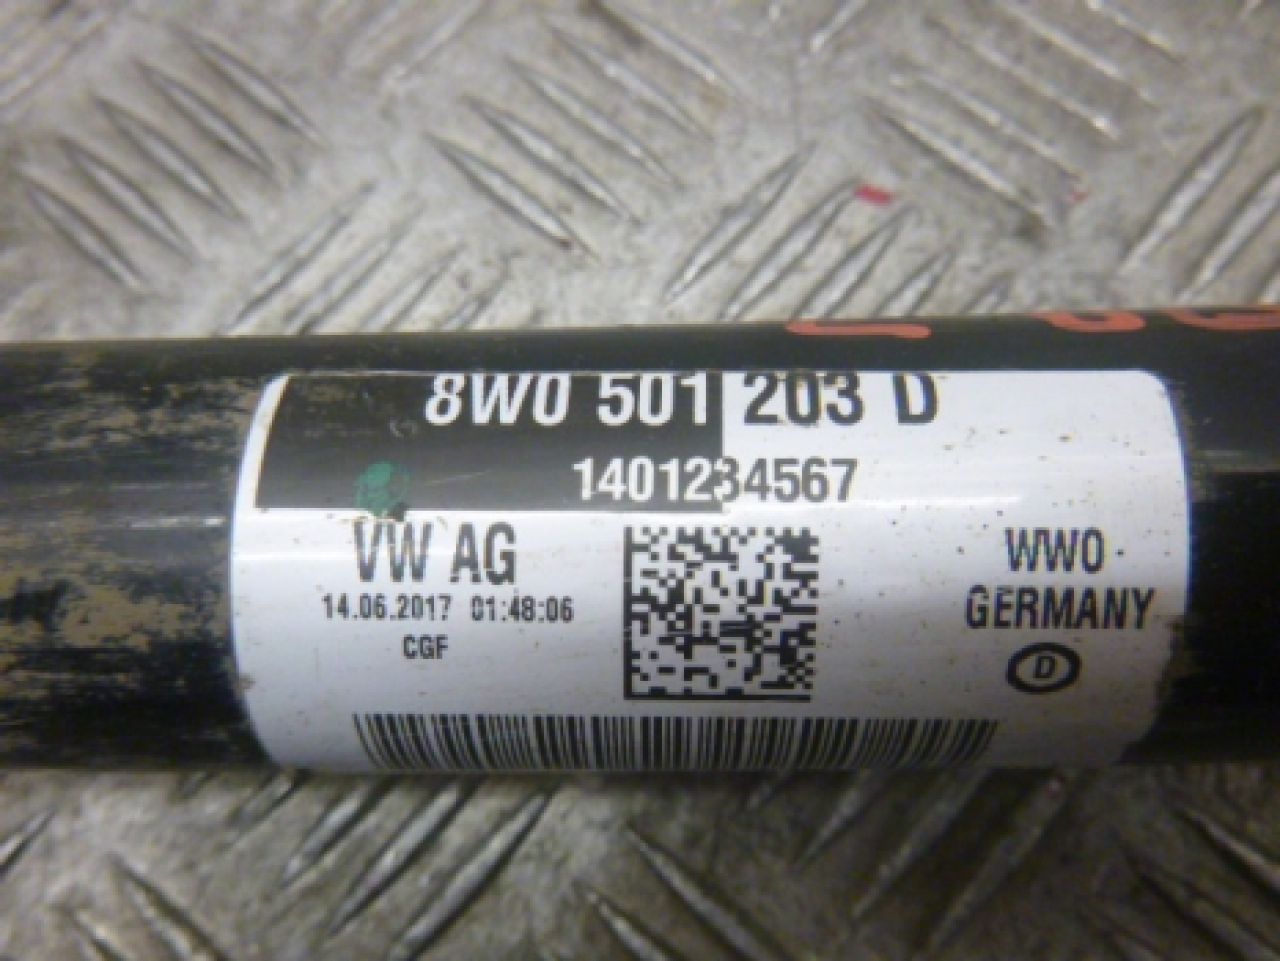 8W0 501 203 D
1401234567
VW AG
14.06.2017 01:48:06
CGF
WWO
GERMANY
D